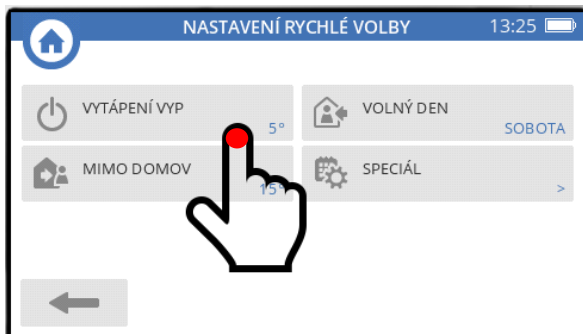 NASTAVENÍ RYCHLÉ VOLBY 13:25
VYTÁPENÍ VYP
5°
VOLNÝ DEN
SOBOTA
MIMO DOMOV
15°
SPECIÁL
>